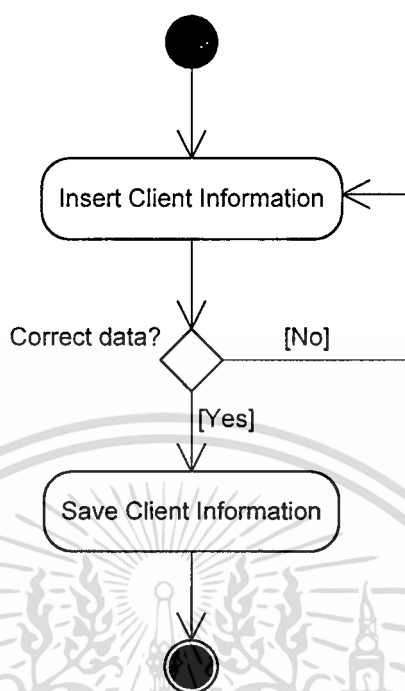 Insert Client Information
Correct data?
[No]
[Yes]
Save Client Information